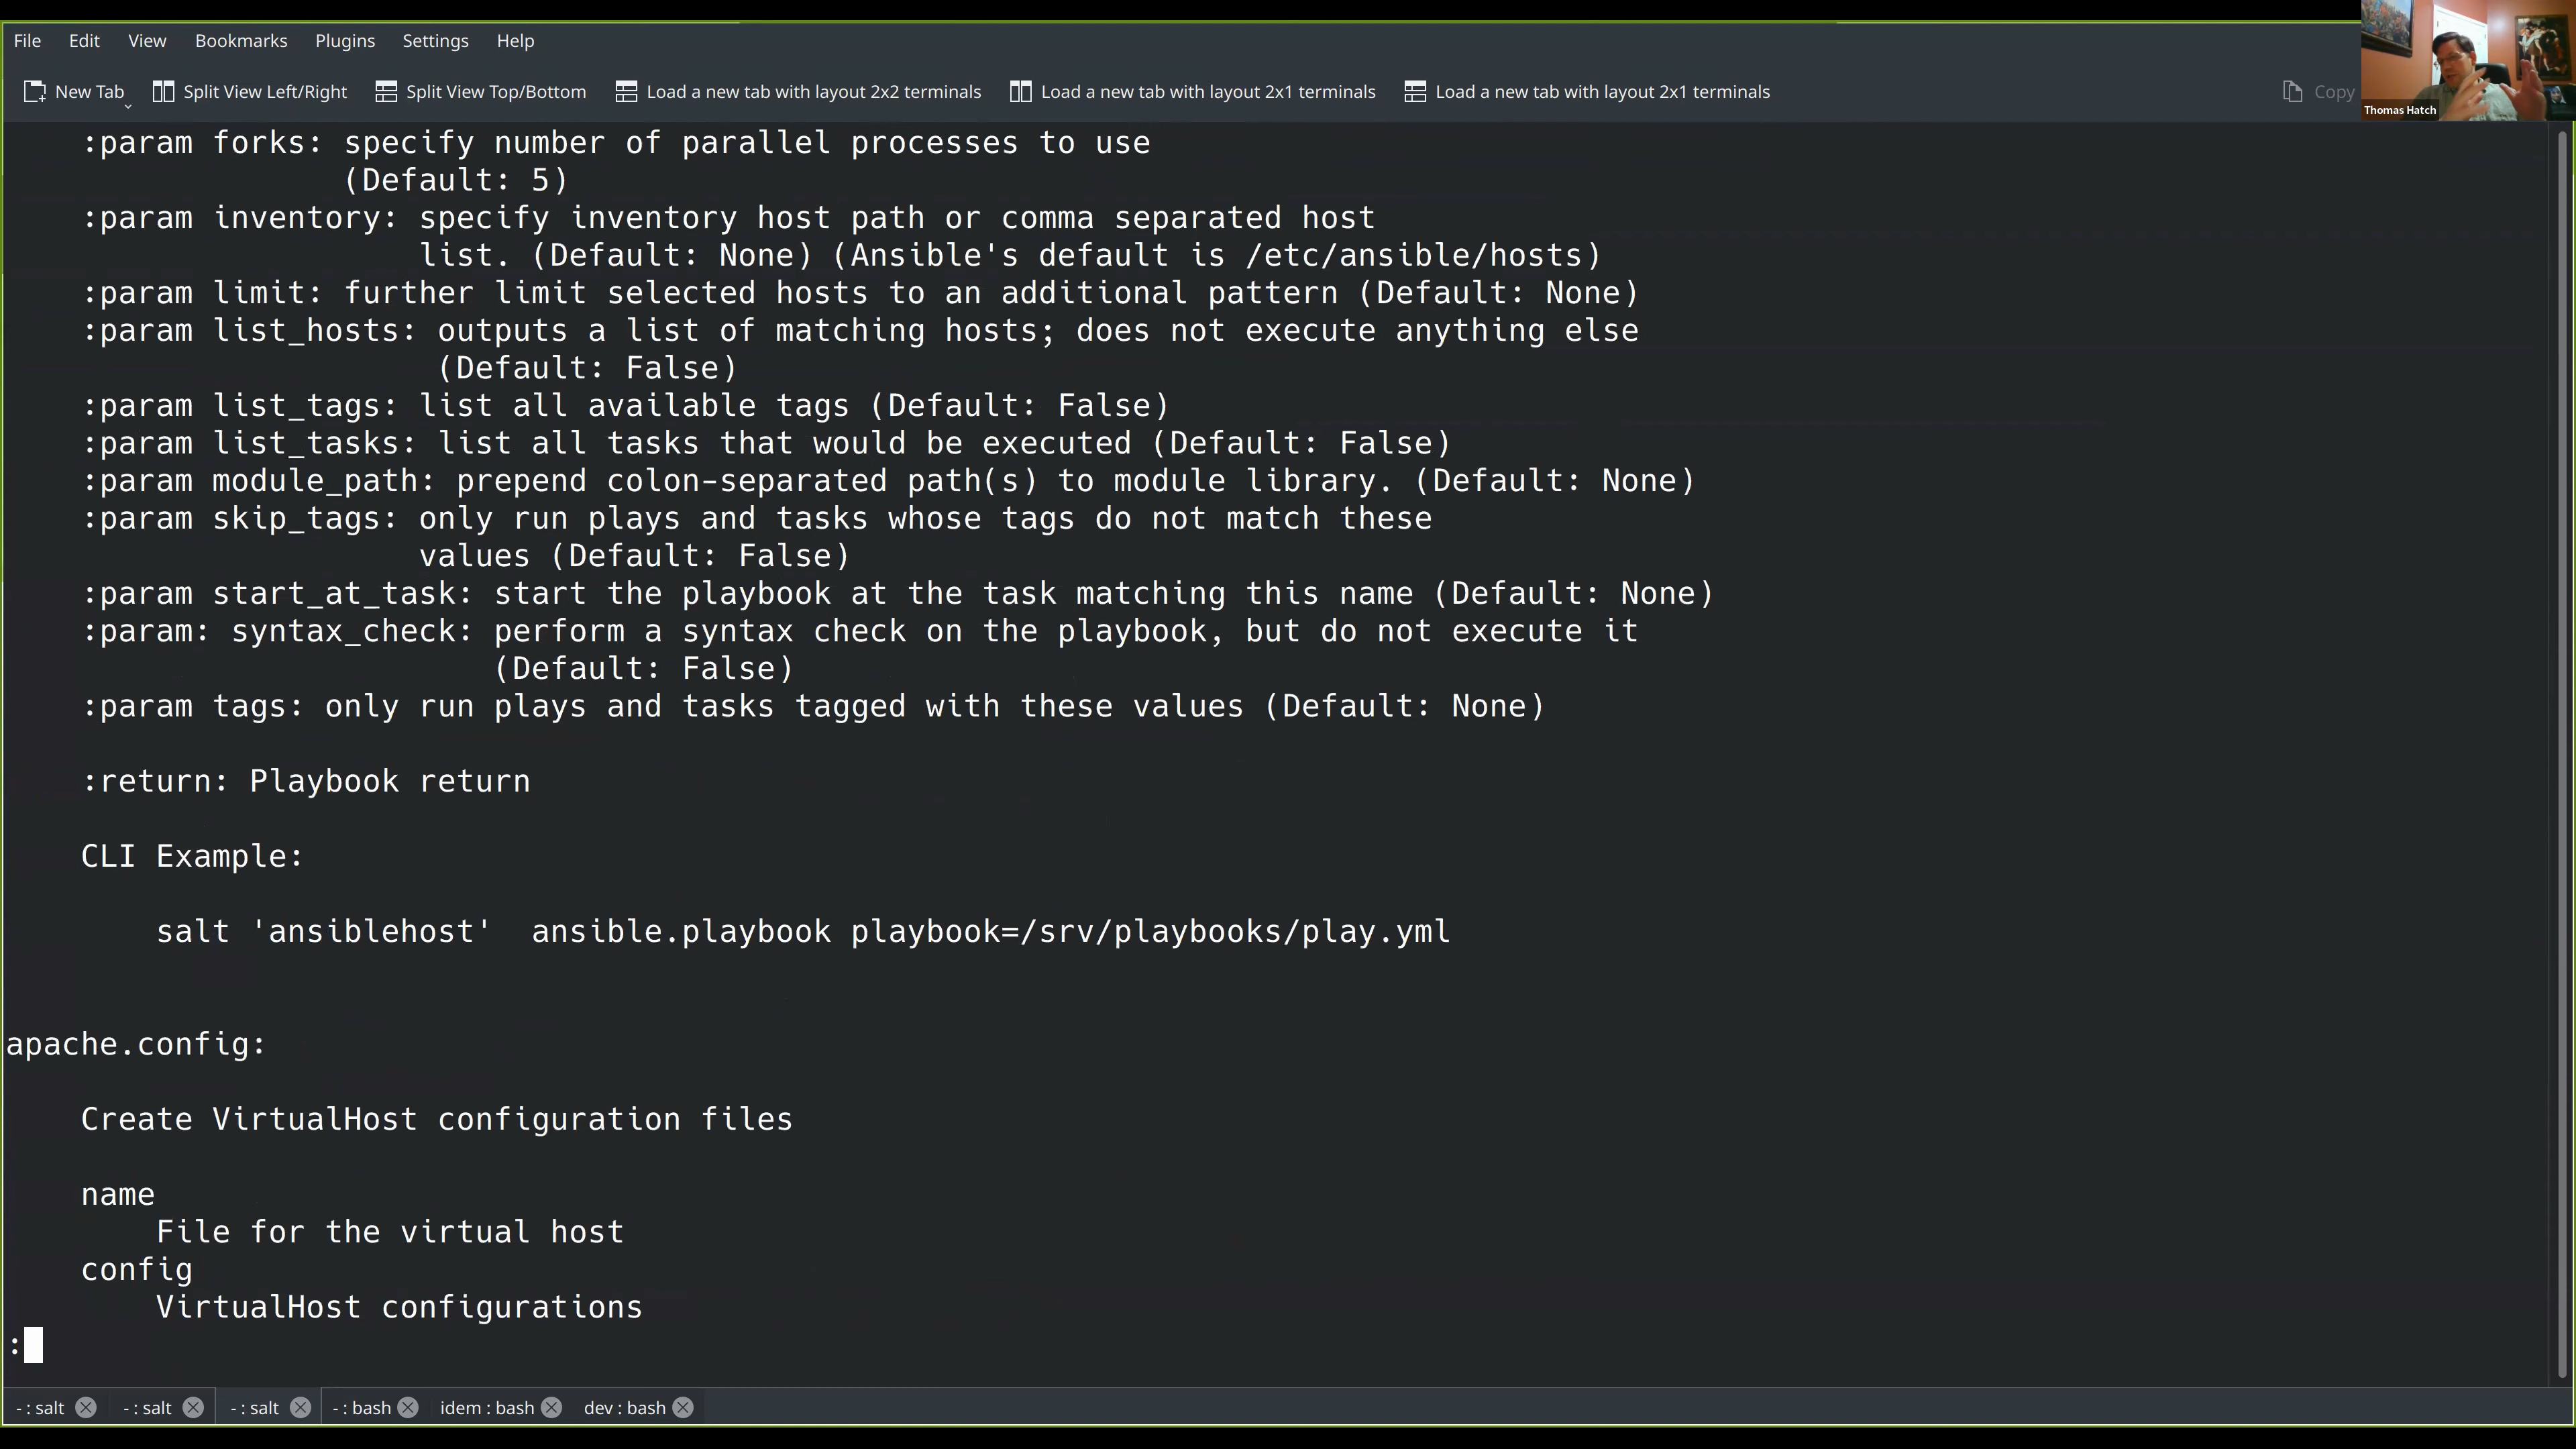 File Edit View Bookmarks Plugins Settings Help
New Tab Split View Left/Right Split View Top/Bottom Load a new tab with layout 2x2 terminals Load a new tab with layout 2x1 terminals Load a new tab with layout 2x1 terminals Copy
Thomas Hatch
:param forks: specify number of parallel processes to use
(Default: 5)
:param inventory: specify inventory host path or comma separated host
list. (Default: None) (Ansible's default is /etc/ansible/hosts)
:param limit: further limit selected hosts to an additional pattern (Default: None)
:param list_hosts: outputs a list of matching hosts; does not execute anything else
(Default: False)
:param list_tags: list all available tags (Default: False)
:param list_tasks: list all tasks that would be executed (Default: False)
:param module_path: prepend colon-separated path(s) to module library. (Default: None)
:param skip_tags: only run plays and tasks whose tags do not match these
values (Default: False)
:param start_at_task: start the playbook at the task matching this name (Default: None)
:param: syntax_check: perform a syntax check on the playbook, but do not execute it
(Default: False)
:param tags: only run plays and tasks tagged with these values (Default: None)
:return: Playbook return
CLI Example:
salt 'ansiblehost'  ansible.playbook playbook=/srv/playbooks/play.yml
apache.config:
Create VirtualHost configuration files
name
File for the virtual host
config
VirtualHost configurations
:
- : salt - : salt - : salt - : bash idem : bash dev : bash